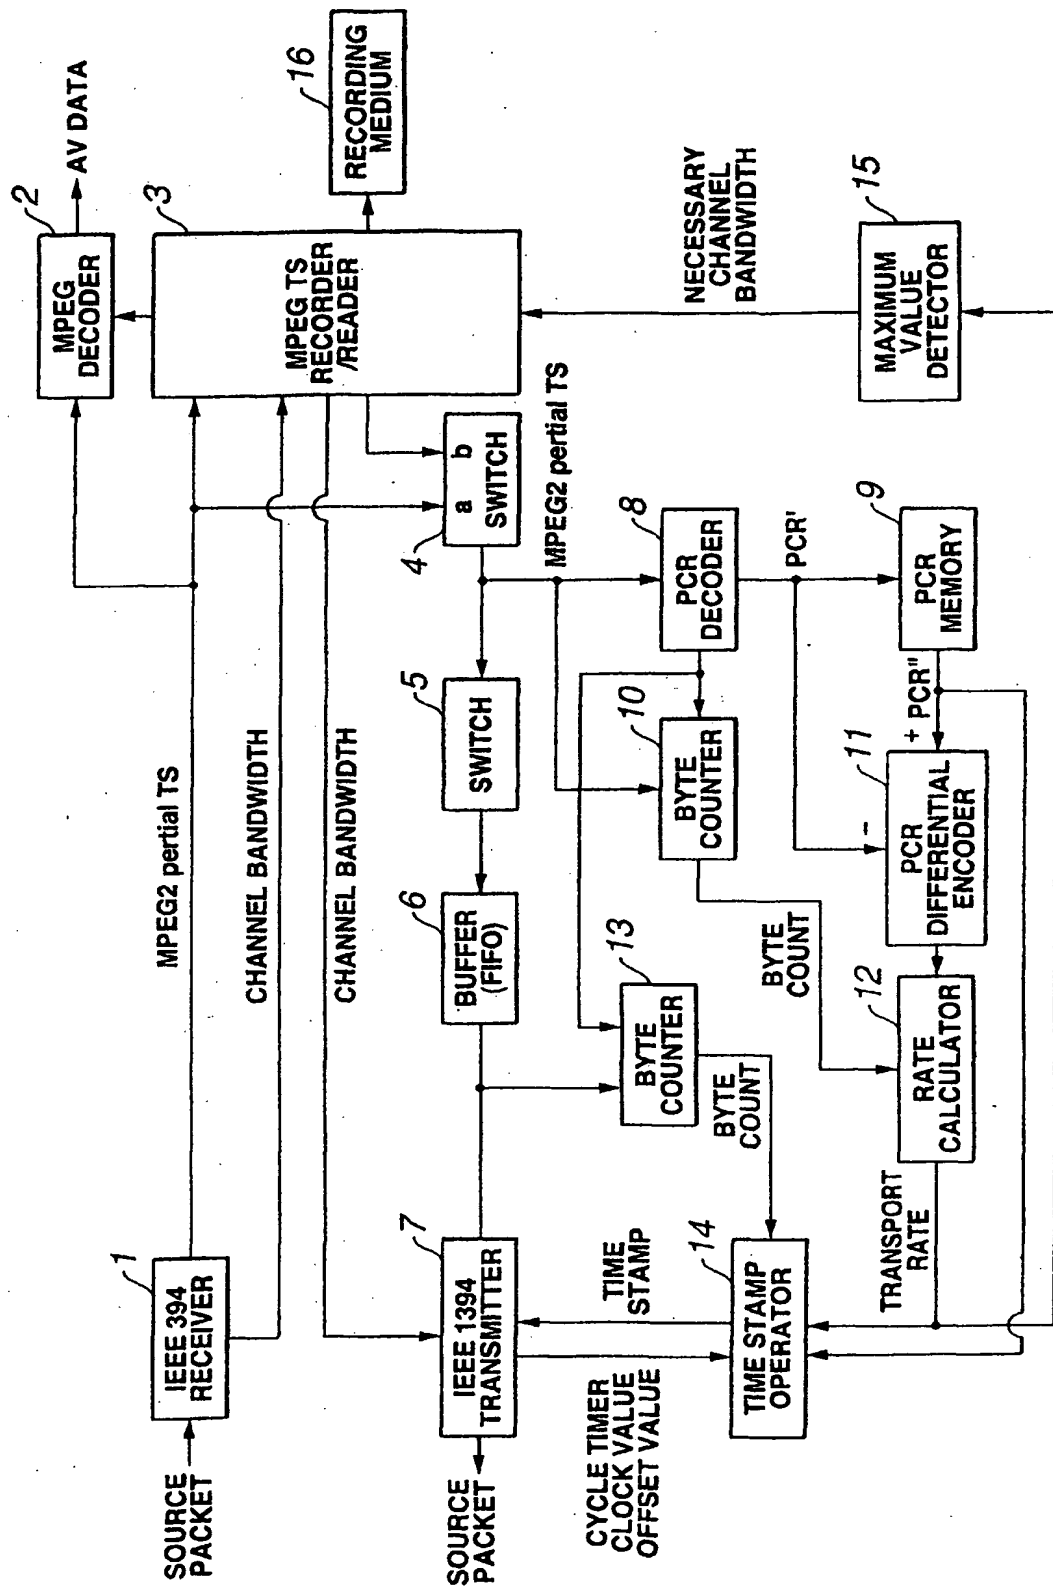 SOURCE
PACKET
1
IEEE 394
RECEIVER
MPEG2 pertial TS
CHANNEL BANDWIDTH
CHANNEL BANDWIDTH
2
MPEG
DECODER
AV DATA
3
MPEG TS
RECORDER
/READER
16
RECORDING
MEDIUM
4
a b
SWITCH
5
SWITCH
6
BUFFER
(FIFO)
7
IEEE 1394
TRANSMITTER
SOURCE
PACKET
MPEG2 pertial TS
NECESSARY
CHANNEL
BANDWIDTH
8
PCR
DECODER
10
BYTE
COUNTER
13
BYTE
COUNTER
BYTE
COUNT
TIME
STAMP
CYCLE TIMER
CLOCK VALUE
OFFSET VALUE
14
TIME STAMP
OPERATOR
PCR'
9
PCR
MEMORY
+ PCR"
−
11
PCR
DIFFERENTIAL
ENCODER
BYTE
COUNT
12
RATE
CALCULATOR
TRANSPORT
RATE
15
MAXIMUM
VALUE
DETECTOR